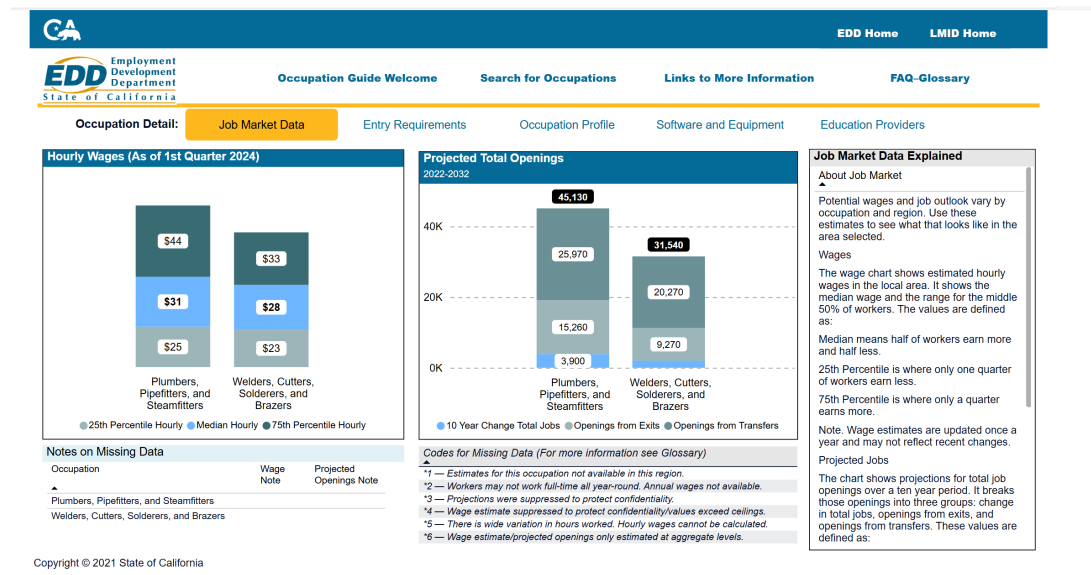 CA
EDD Home LMID Home
EDD
Employment
Development
Department
State of California
Occupation Guide Welcome Search for Occupations Links to More Information FAQ–Glossary
Occupation Detail: Job Market Data Entry Requirements Occupation Profile Software and Equipment Education Providers
Hourly Wages (As of 1st Quarter 2024)
$44
$33
$31
$28
$25
$23
Plumbers,
Pipefitters, and
Steamfitters
Welders, Cutters,
Solderers, and
Brazers
25th Percentile Hourly Median Hourly 75th Percentile Hourly
Projected Total Openings
2022-2032
45,130
40K
31,540
25,970
20K
20,270
15,260
9,270
3,900
0K
Plumbers,
Pipefitters, and
Steamfitters
Welders, Cutters,
Solderers, and
Brazers
10 Year Change Total Jobs Openings from Exits Openings from Transfers
Job Market Data Explained
About Job Market
Potential wages and job outlook vary by
occupation and region. Use these
estimates to see what that looks like in the
area selected.
Wages
The wage chart shows estimated hourly
wages in the local area. It shows the
median wage and the range for the middle
50% of workers. The values are defined
as:
Median means half of workers earn more
and half less.
25th Percentile is where only one quarter
of workers earn less.
75th Percentile is where only a quarter
earns more.
Note. Wage estimates are updated once a
year and may not reflect recent changes.
Projected Jobs
The chart shows projections for total job
openings over a ten year period. It breaks
those openings into three groups: change
in total jobs, openings from exits, and
openings from transfers. These values are
defined as:
Notes on Missing Data
Occupation Wage Note Projected Openings Note
Plumbers, Pipefitters, and Steamfitters
Welders, Cutters, Solderers, and Brazers
Codes for Missing Data (For more information see Glossary)
*1 — Estimates for this occupation not available in this region.
*2 — Workers may not work full-time all year-round. Annual wages not available.
*3 — Projections were suppressed to protect confidentiality.
*4 — Wage estimate suppressed to protect confidentiality/values exceed ceilings.
*5 — There is wide variation in hours worked. Hourly wages cannot be calculated.
*6 — Wage estimate/projected openings only estimated at aggregate levels.
Copyright © 2021 State of California